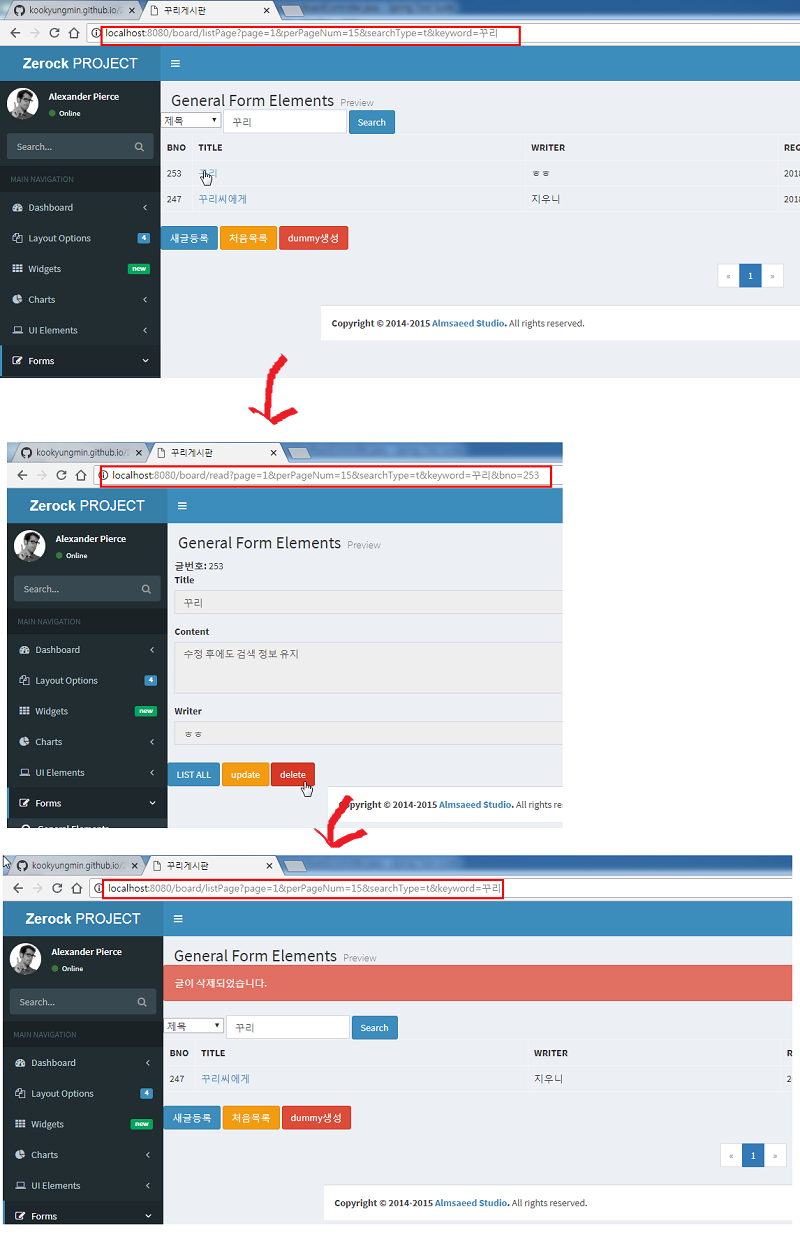 kookyungmin.github.io/ 꾸리게시판
localhost:8080/board/listPage?page=1&perPageNum=15&searchType=t&keyword=꾸리
Zerock PROJECT
Alexander Pierce
Online
General Form Elements Preview
제목 꾸리 Search
Search...
BNO TITLE WRITER REG
253 ㅎㅎ 2018
MAIN NAVIGATION
247 꾸리씨에게 지우니 2018
Dashboard
Layout Options 4
새글등록 처음목록 dummy생성
Widgets new
« 1 »
Charts
UI Elements
Copyright © 2014-2015 Almsaeed Studio. All rights reserved.
Forms
kookyungmin.github.io/ 꾸리게시판
localhost:8080/board/read?page=1&perPageNum=15&searchType=t&keyword=꾸리&bno=253
Zerock PROJECT
Alexander Pierce
Online
General Form Elements Preview
글번호: 253
Title
Search...
꾸리
MAIN NAVIGATION
Content
Dashboard
수정 후에도 검색 정보 유지
Layout Options 4
Widgets new
Writer
Charts
ㅎㅎ
UI Elements
LIST ALL update delete
Forms
Copyright © 2014-2015 Almsaeed Studio. All rights re
General Elements
kookyungmin.github.io/ 꾸리게시판
localhost:8080/board/listPage?page=1&perPageNum=15&searchType=t&keyword=꾸리
Zerock PROJECT
Alexander Pierce
Online
General Form Elements Preview
글이 삭제되었습니다.
Search...
제목 꾸리 Search
MAIN NAVIGATION
BNO TITLE WRITER R
Dashboard
247 꾸리씨에게 지우니 2
Layout Options 4
Widgets new
새글등록 처음목록 dummy생성
Charts
« 1 »
UI Elements
Copyright © 2014-2015 Almsaeed Studio. All rights reserved.
Forms